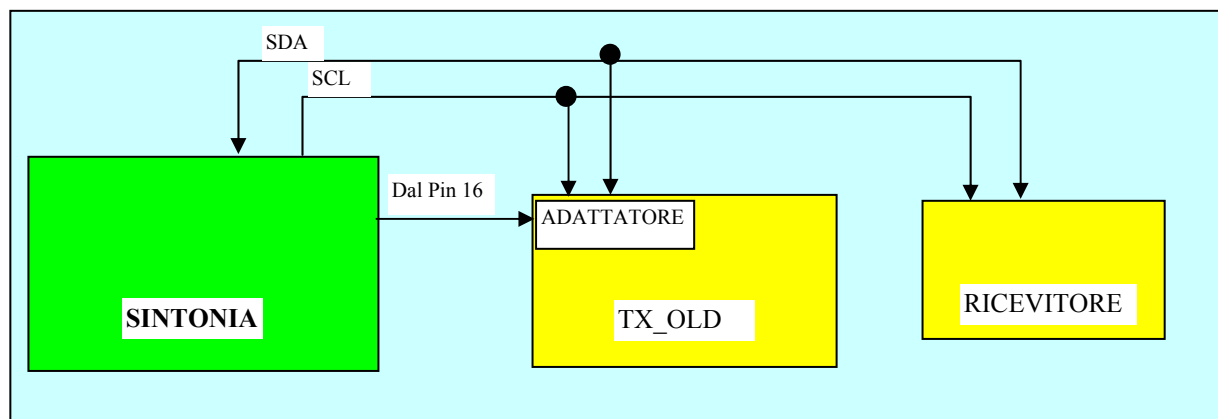 SDA
SCL
Dal Pin 16
ADATTATORE
SINTONIA
TX_OLD
RICEVITORE